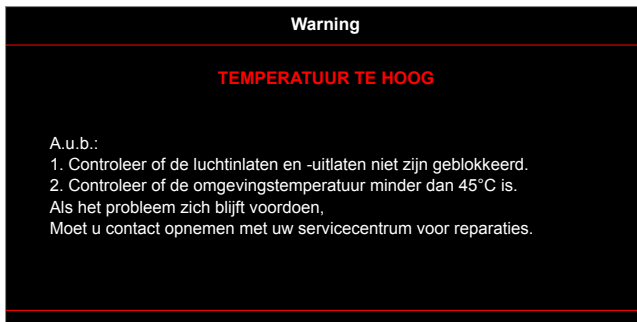 Warning
TEMPERATUUR TE HOOG
A.u.b.:
1. Controleer of de luchtinlaten en -uitlaten niet zijn geblokkeerd.
2. Controleer of de omgevingstemperatuur minder dan 45°C is.
Als het probleem zich blijft voordoen,
Moet u contact opnemen met uw servicecentrum voor reparaties.